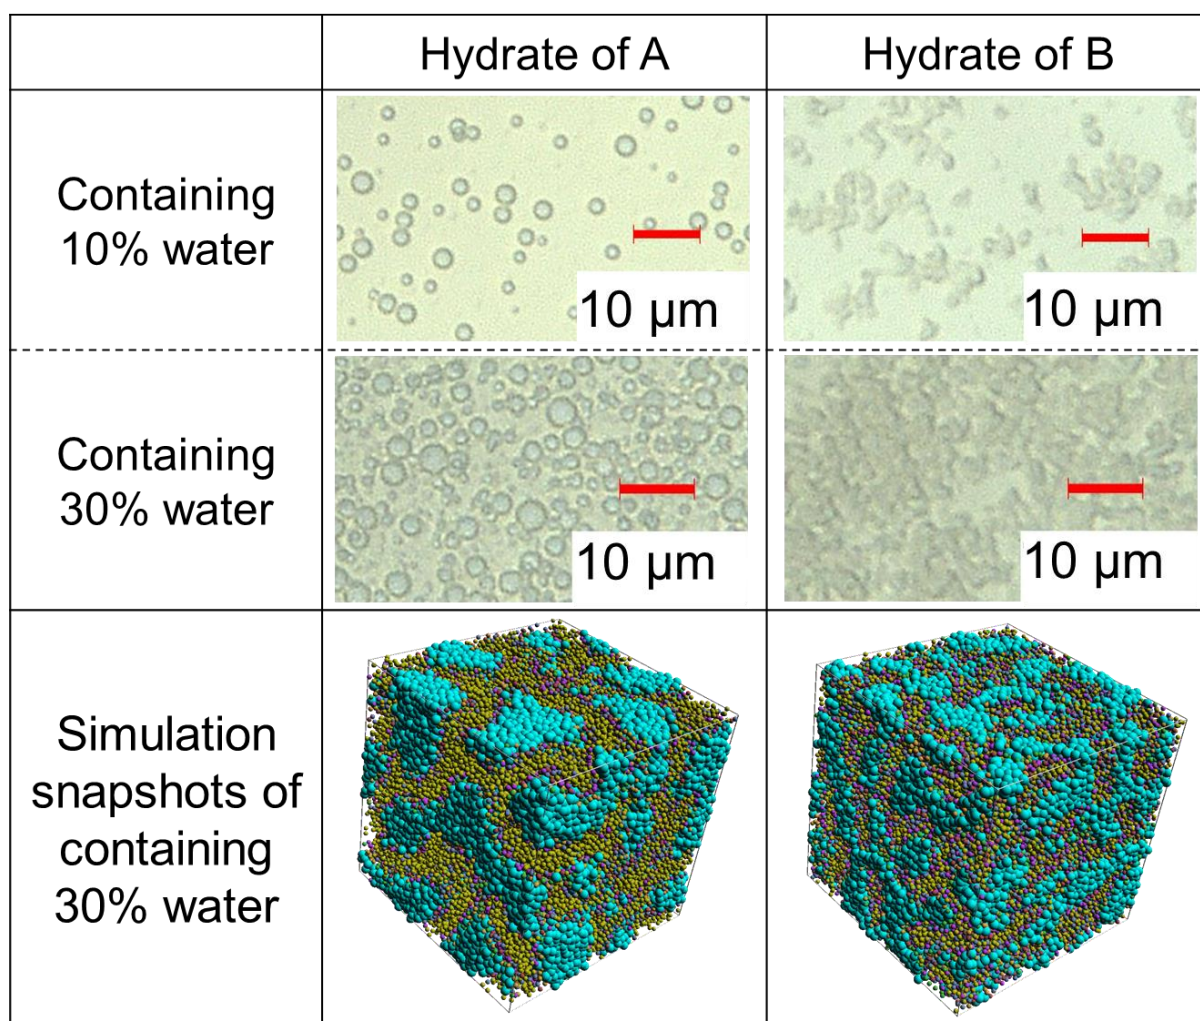 Hydrate of A
Hydrate of B
Containing
10% water
10 µm
10 µm
Containing
30% water
10 µm
10 µm
Simulation
snapshots of
containing
30% water